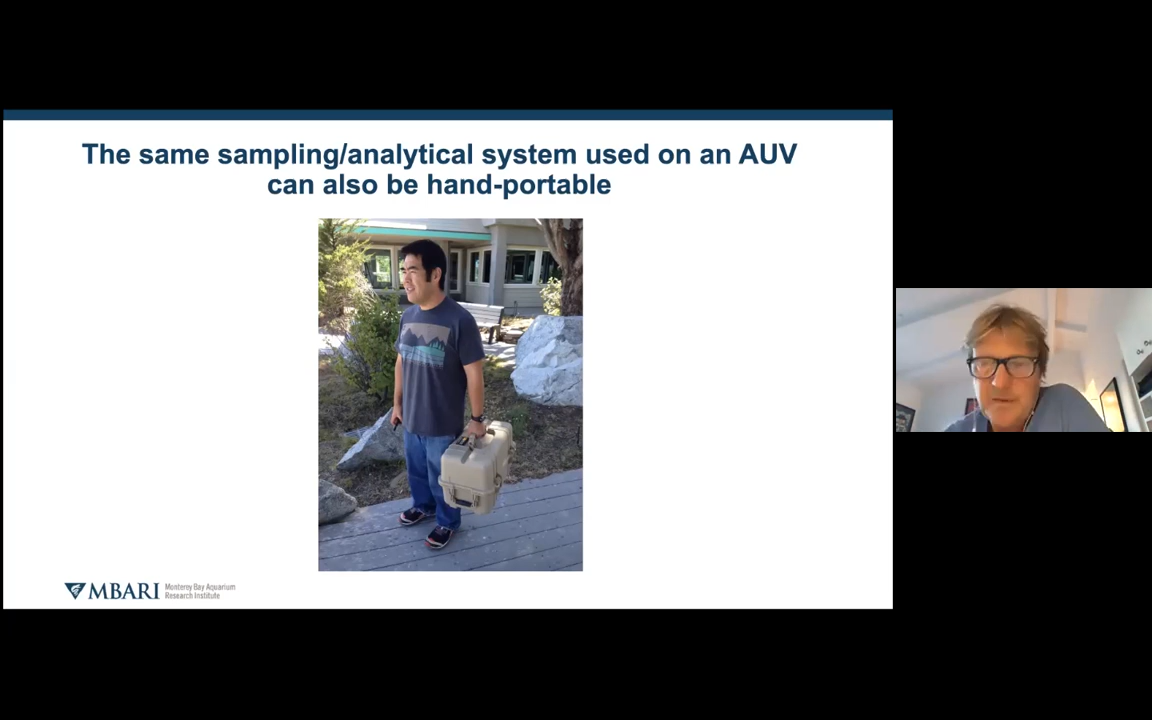 The same sampling/analytical system used on an AUV
can also be hand-portable
MBARI
Monterey Bay Aquarium
Research Institute